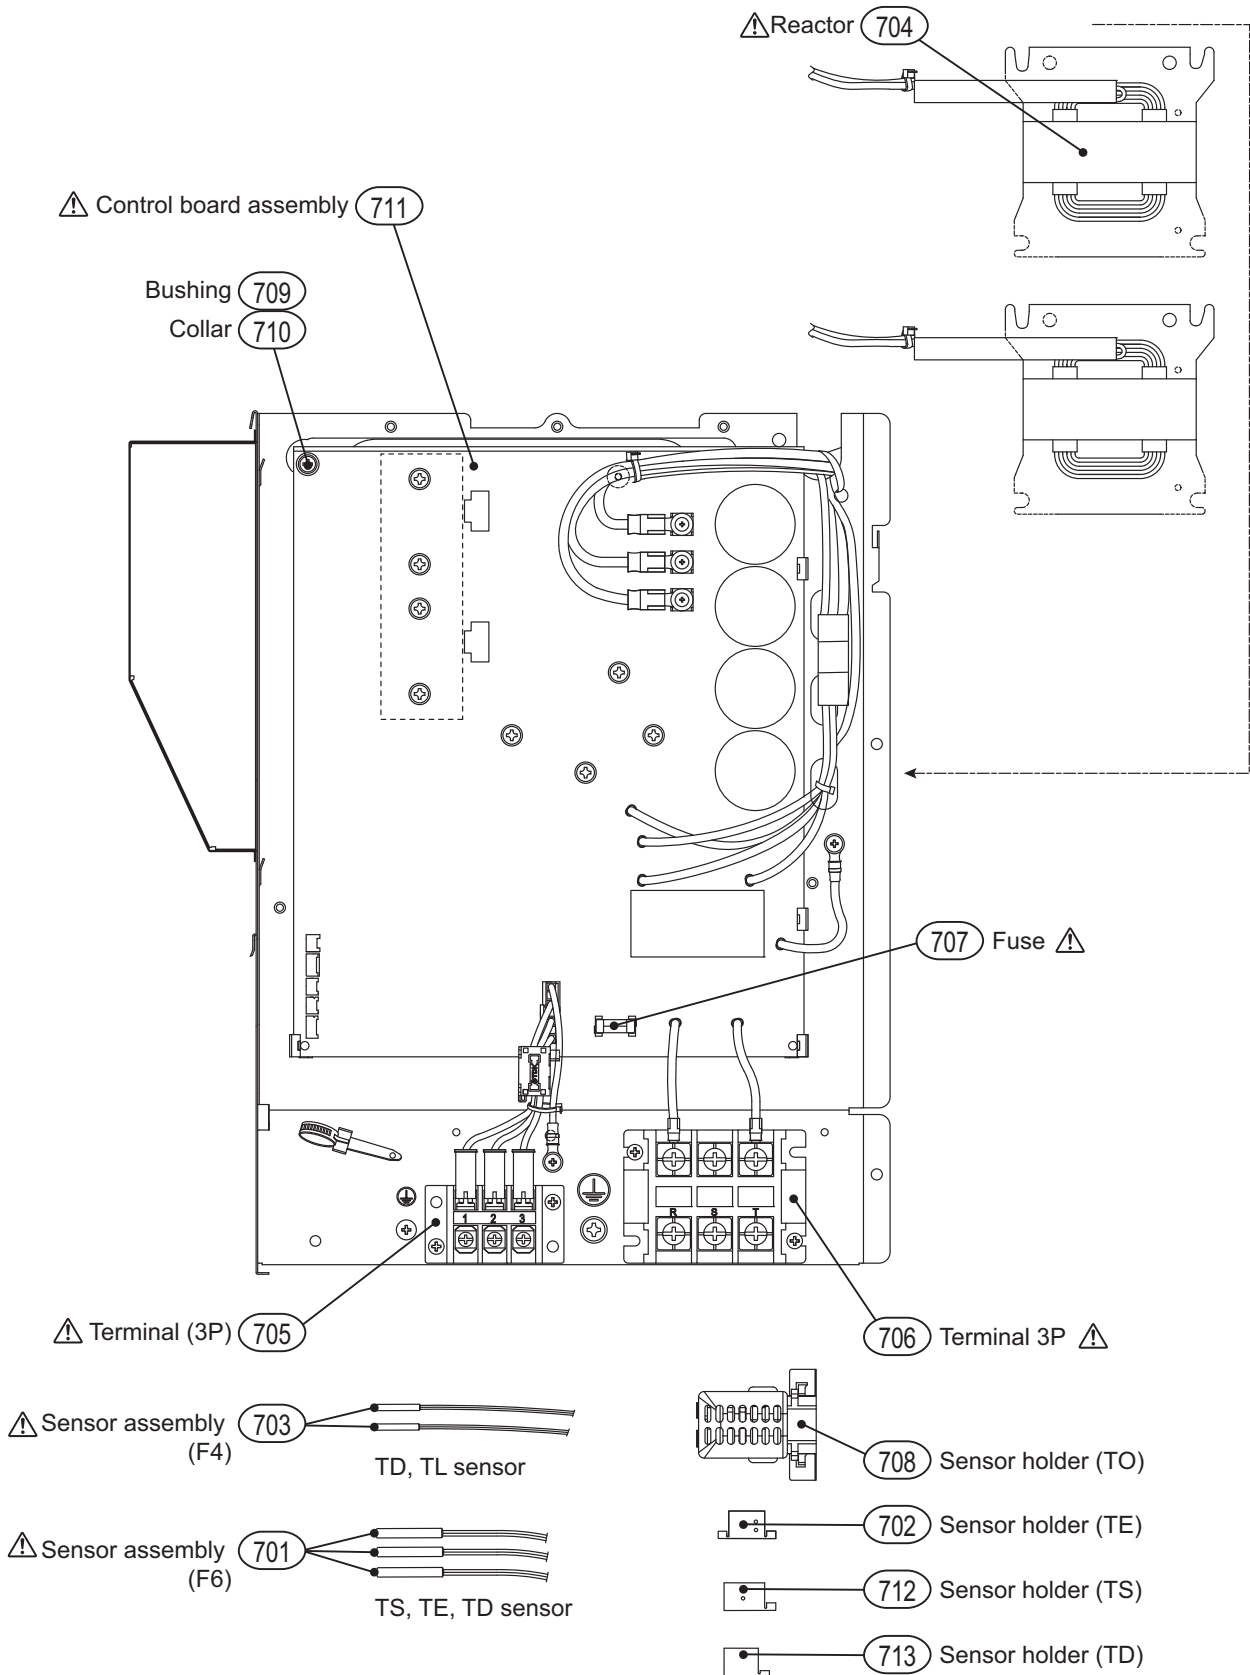 ⚠ Reactor 704
⚠ Control board assembly 711
Bushing 709
Collar 710
707 Fuse ⚠
1 2 3
R S T
⚠ Terminal (3P) 705
706 Terminal 3P ⚠
⚠ Sensor assembly 703
(F4)
TD, TL sensor
708 Sensor holder (TO)
702 Sensor holder (TE)
⚠ Sensor assembly 701
(F6)
TS, TE, TD sensor
712 Sensor holder (TS)
713 Sensor holder (TD)